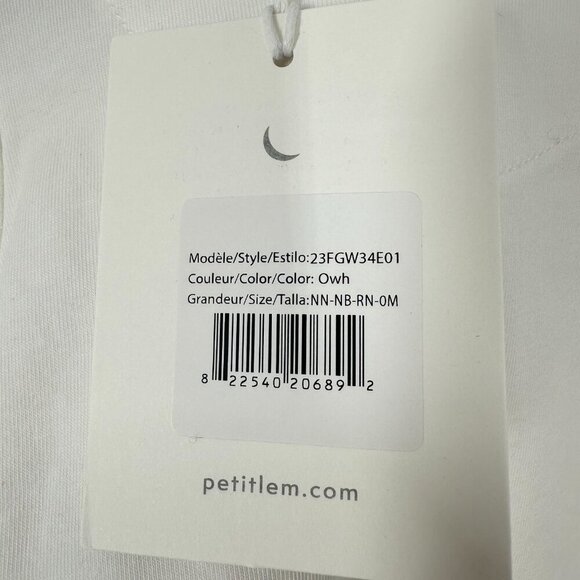 Modèle/Style/Estilo:23FGW34E01
Couleur/Color/Color: Owh
Grandeur/Size/Talla:NN-NB-RN-0M
8 22540 20689 2
petitlem.com